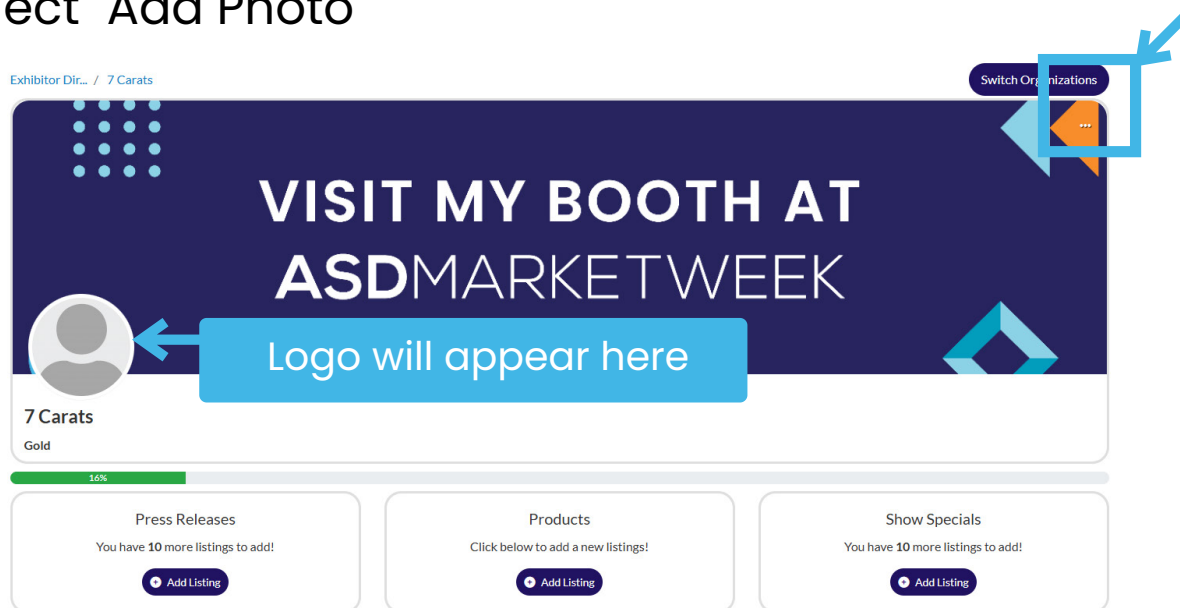 ect "Add Photo"
Exhibitor Dir... / 7 Carats
Switch Organizations
...
VISIT MY BOOTH AT
ASDMARKETWEEK
Logo will appear here
7 Carats
Gold
16%
Press Releases
You have 10 more listings to add!
Add Listing
Products
Click below to add a new listings!
Add Listing
Show Specials
You have 10 more listings to add!
Add Listing